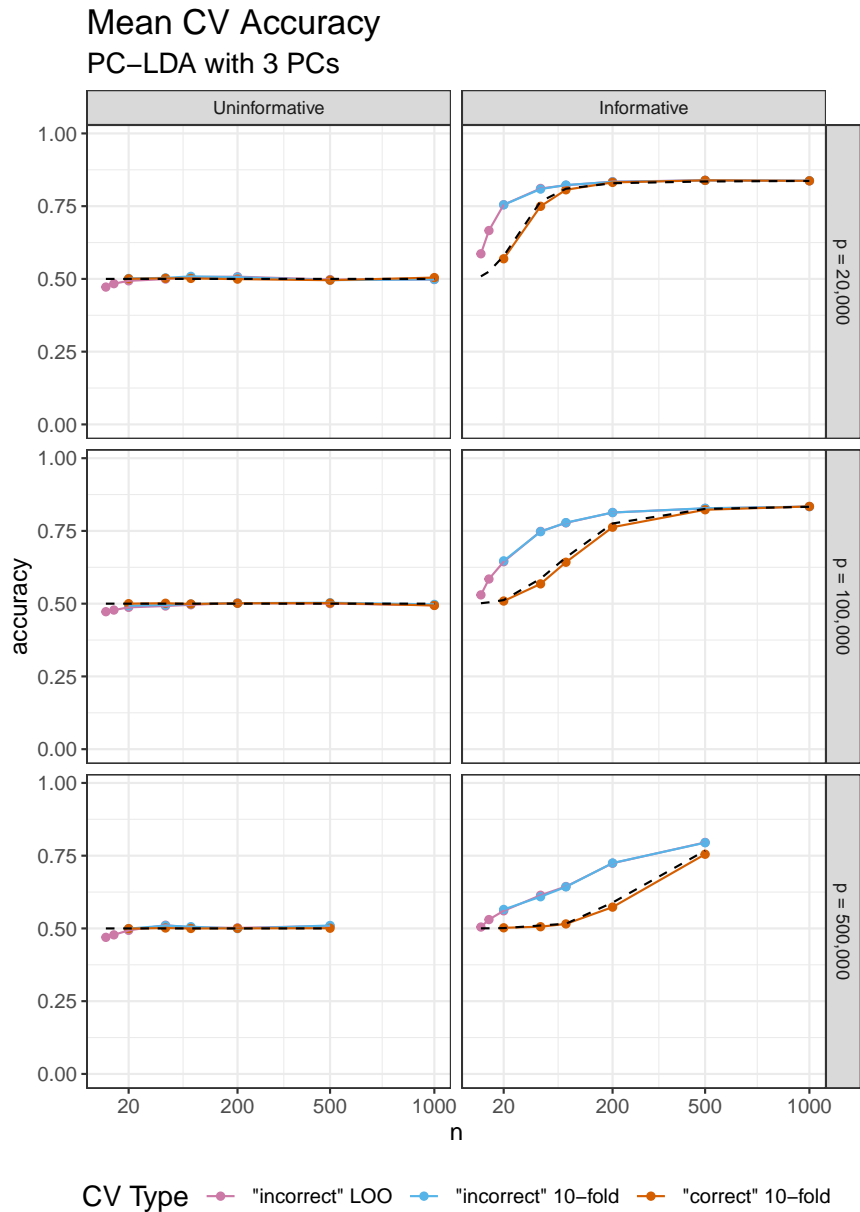 Mean CV Accuracy
PC−LDA with 3 PCs
Uninformative
Informative
1.00
0.75
0.50
0.25
0.00
p = 20,000
1.00
0.75
0.50
0.25
0.00
p = 100,000
accuracy
1.00
0.75
0.50
0.25
0.00
p = 500,000
20 200 500 1000
20 200 500 1000
n
CV Type "incorrect" LOO "incorrect" 10−fold "correct" 10−fold